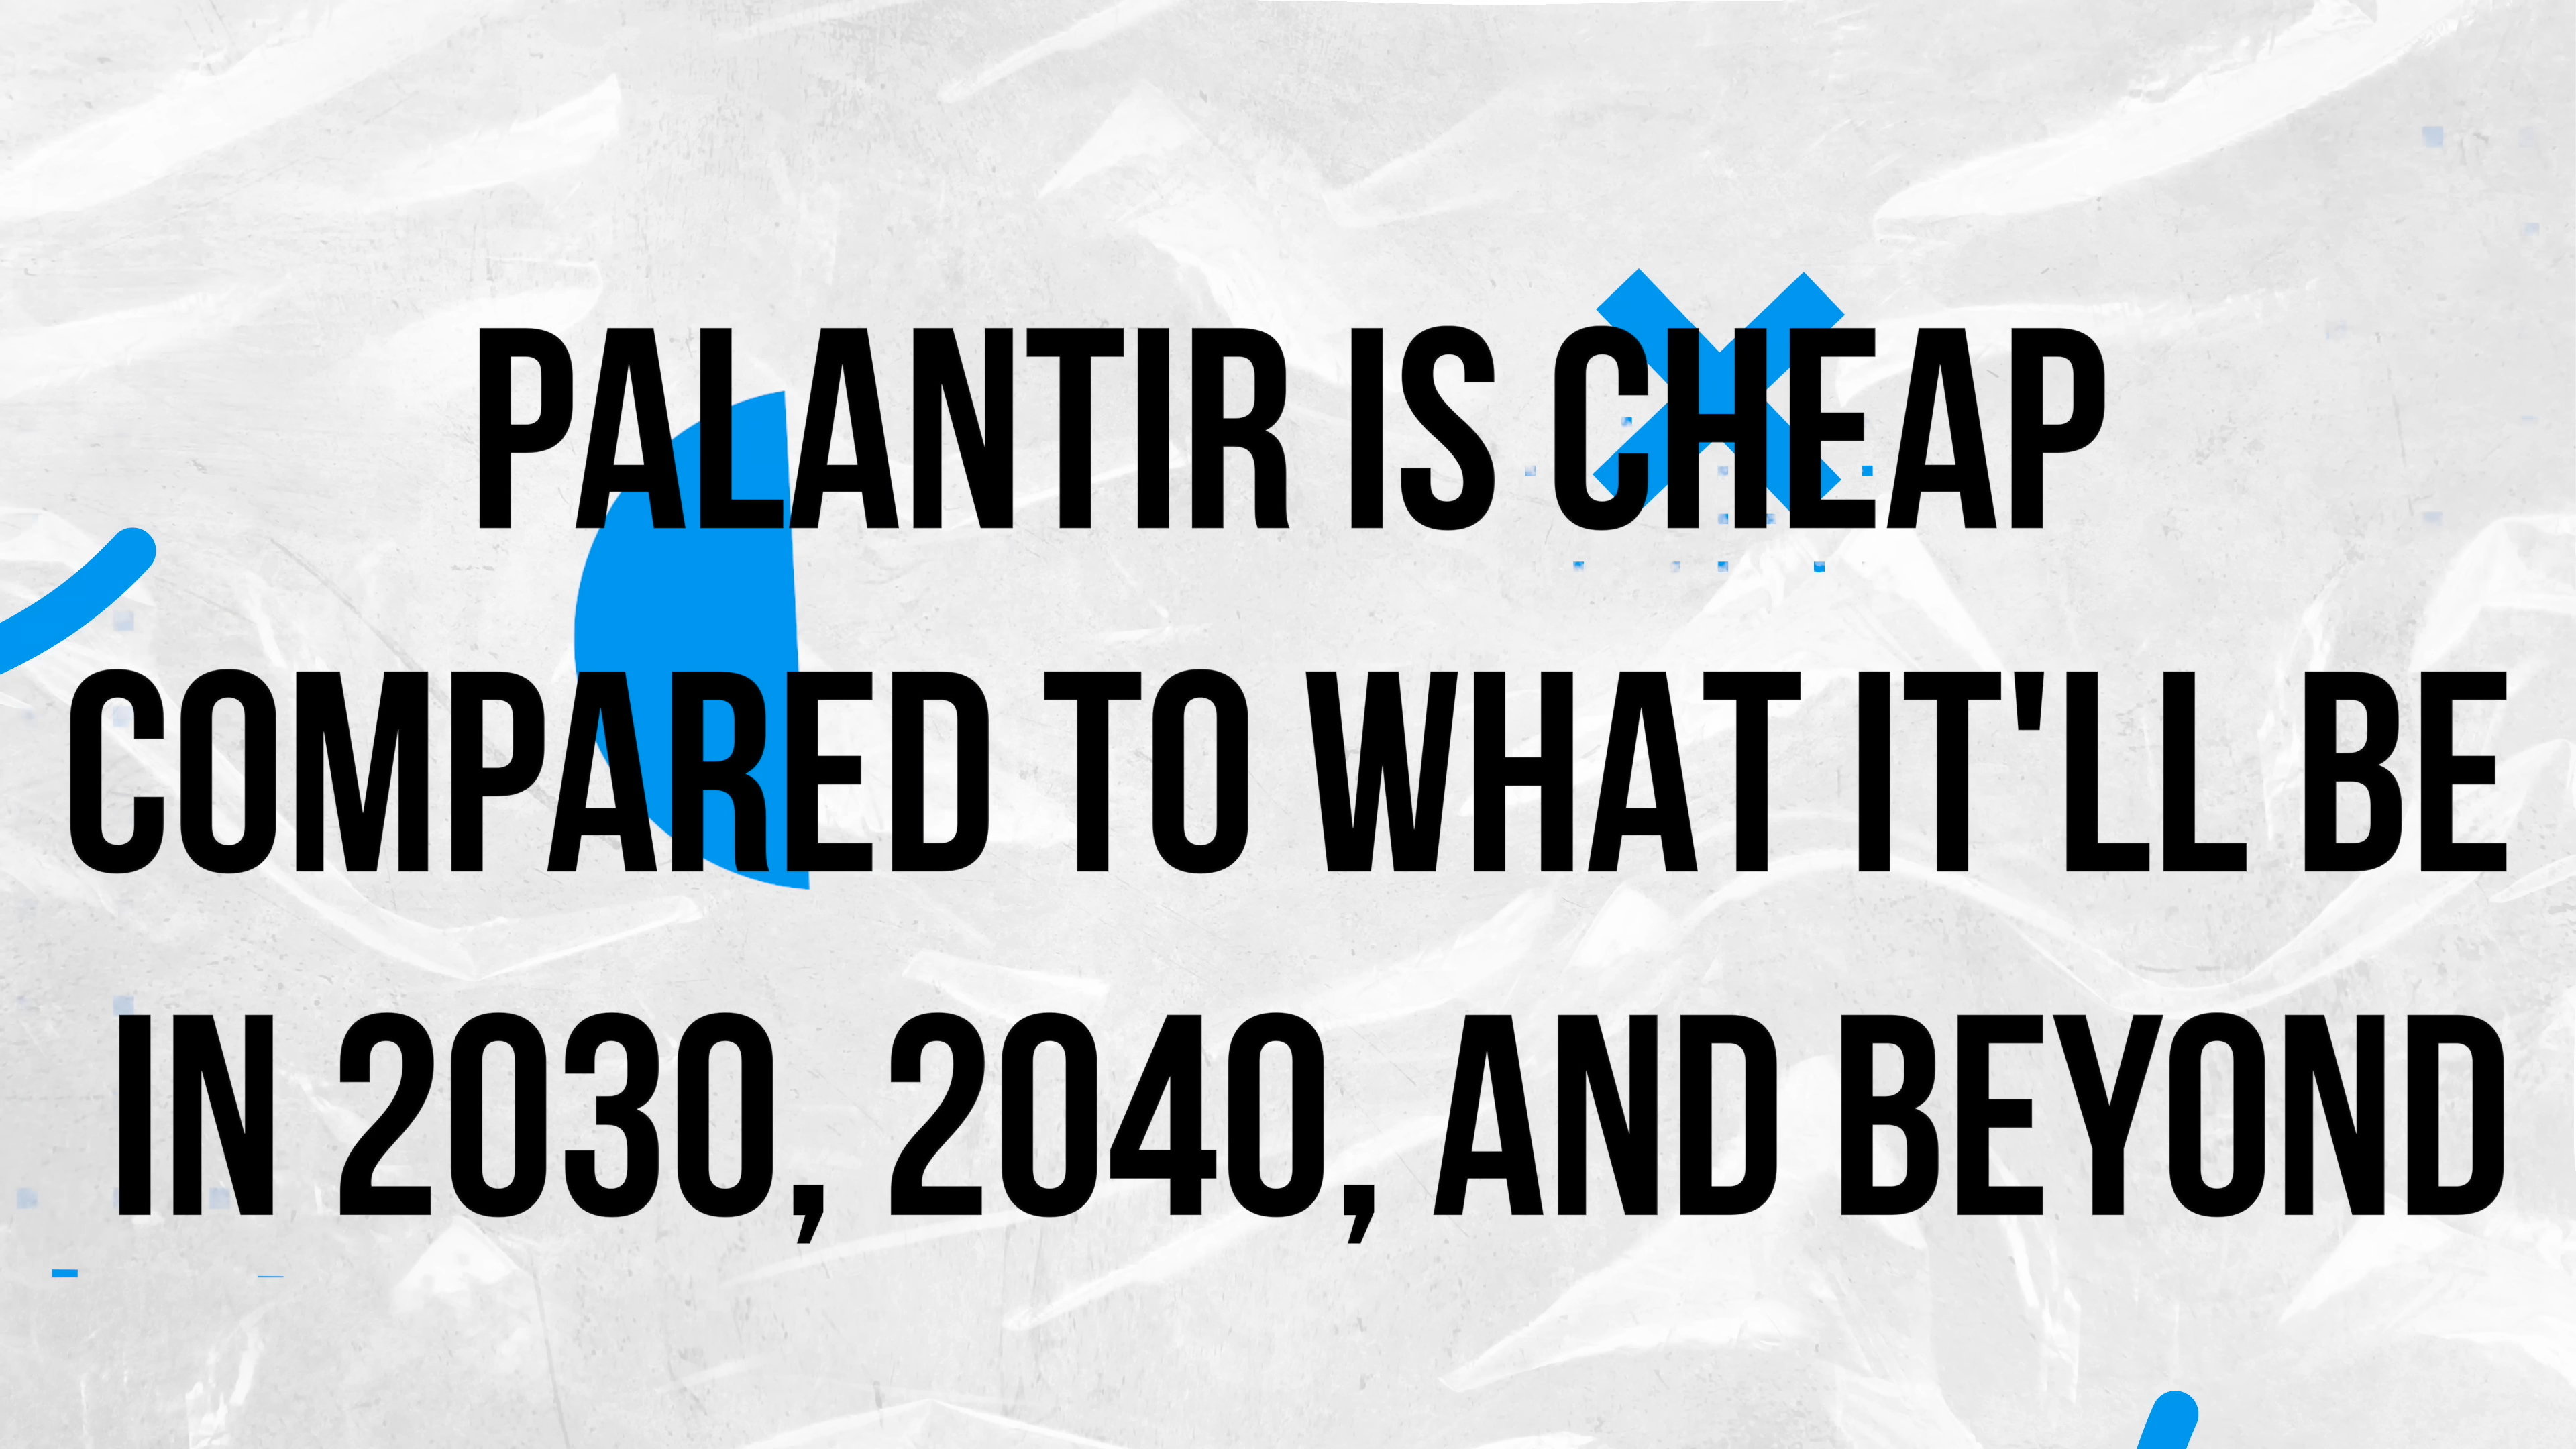 PALANTIR IS CHEAP
COMPARED TO WHAT IT'LL BE
IN 2030, 2040, AND BEYOND